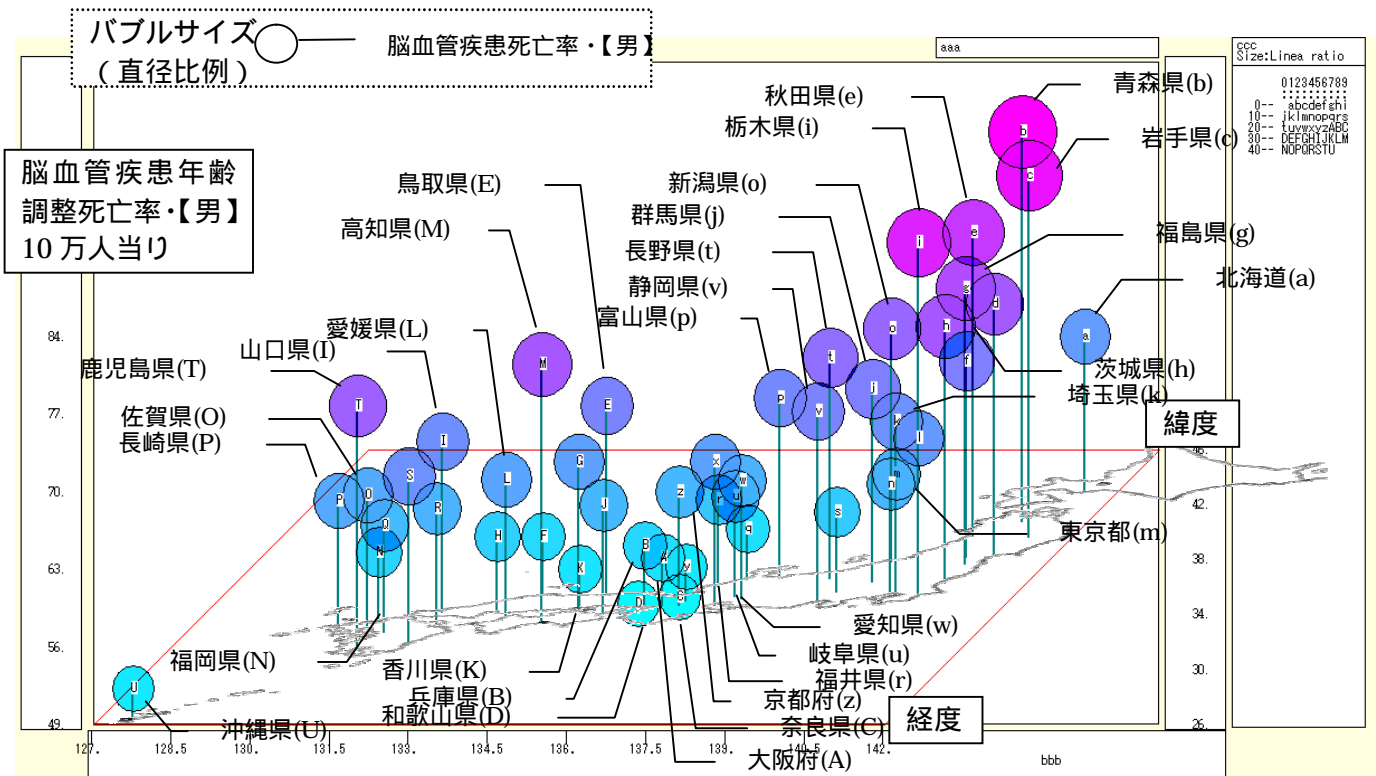 バブルサイズ
(直径比例)
脳血管疾患死亡率・【男】
aaa
ccc
Size:Linea ratio
0123456789
::::::::::
0-- abcdefghi
10-- jklmnopqrs
20-- tuvwxyzABC
30-- DEFGHIJKLM
40-- NOPQRSTU
脳血管疾患年齢
調整死亡率・【男】
10万人当り
青森県(b)
秋田県(e)
栃木県(i)
岩手県(c)
新潟県(o)
鳥取県(E)
群馬県(j)
高知県(M)
福島県(g)
長野県(t)
北海道(a)
静岡県(v)
富山県(p)
愛媛県(L)
山口県(I)
鹿児島県(T)
茨城県(h)
埼玉県(k)
佐賀県(O)
長崎県(P)
緯度
東京都(m)
愛知県(w)
岐阜県(u)
福岡県(N)
香川県(K)
福井県(r)
兵庫県(B)
京都府(z)
和歌山県(D)
奈良県(C)
経度
沖縄県(U)
大阪府(A)
84.
77.
70.
63.
56.
49.
46.
42.
38.
34.
30.
26.
127.
128.5
130.
131.5
133.
134.5
136.
137.5
139.
140.5
142.
bbb
b
c
e
i
g
d
h
f
a
o
t
j
p
v
k
l
m
n
s
M
E
T
I
S
L
G
P
O
R
J
Q
N
H
F
K
z
x
r
u
w
q
B
A
y
D
C
U